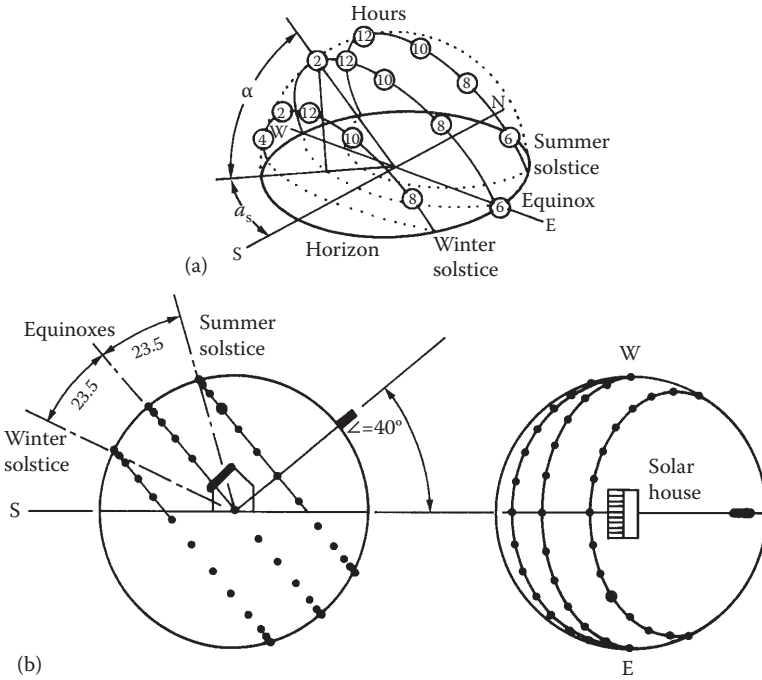 Hours
12
2
12
10
10
8
N
α
2
12
W
8
6
4
10
Summer
solstice
8
6
Equinox
a_s
E
S
Horizon
Winter
solstice
(a)
Equinoxes
23.5
Summer
solstice
23.5
W
∠=40°
Winter
solstice
Solar
house
S
(b)
E